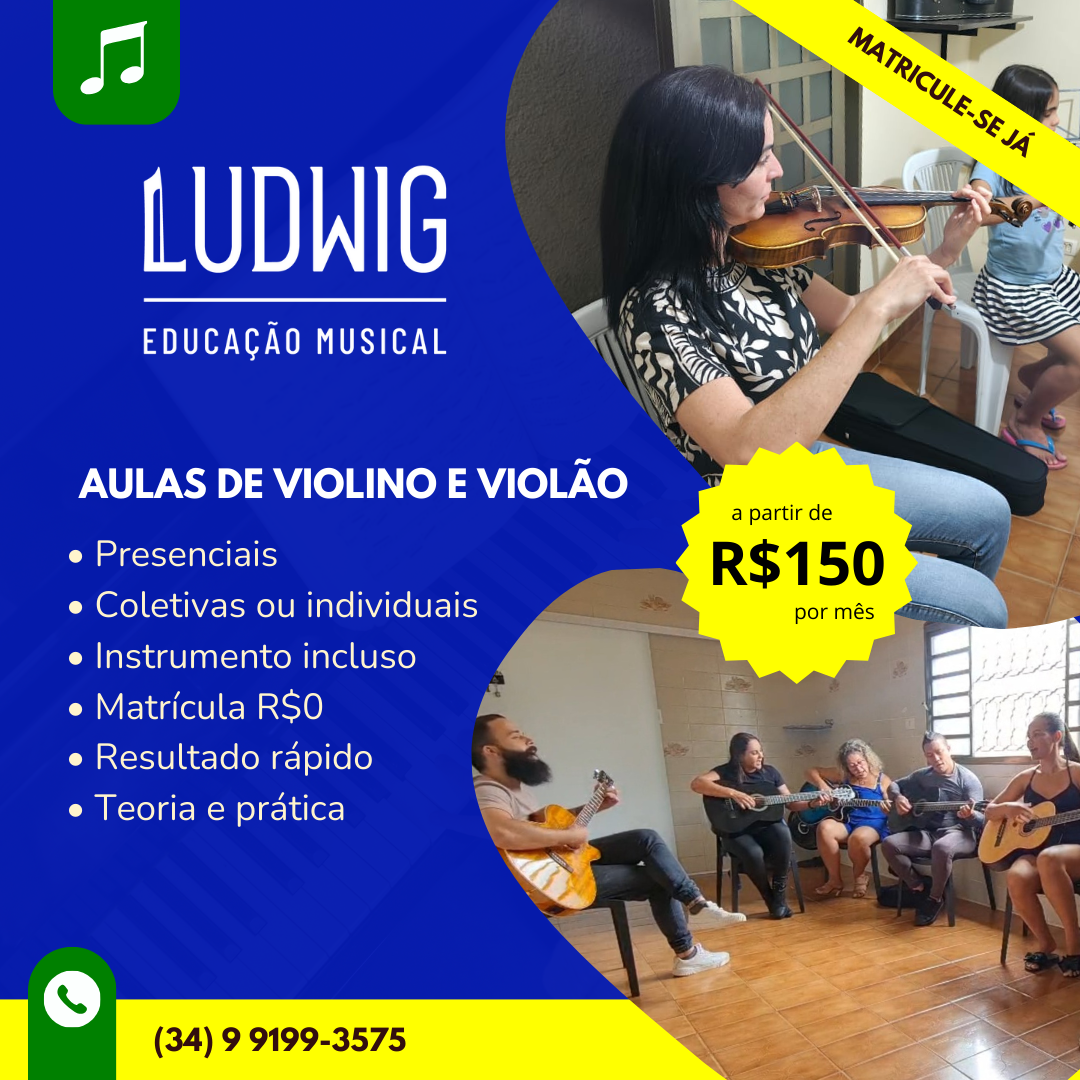 MATRICULE-SE JÁ
LUDWIG
EDUCAÇÃO MUSICAL
AULAS DE VIOLINO E VIOLÃO
• Presenciais
• Coletivas ou individuais
• Instrumento incluso
• Matrícula R$0
• Resultado rápido
• Teoria e prática
a partir de
R$150
por mês
(34) 9 9199-3575